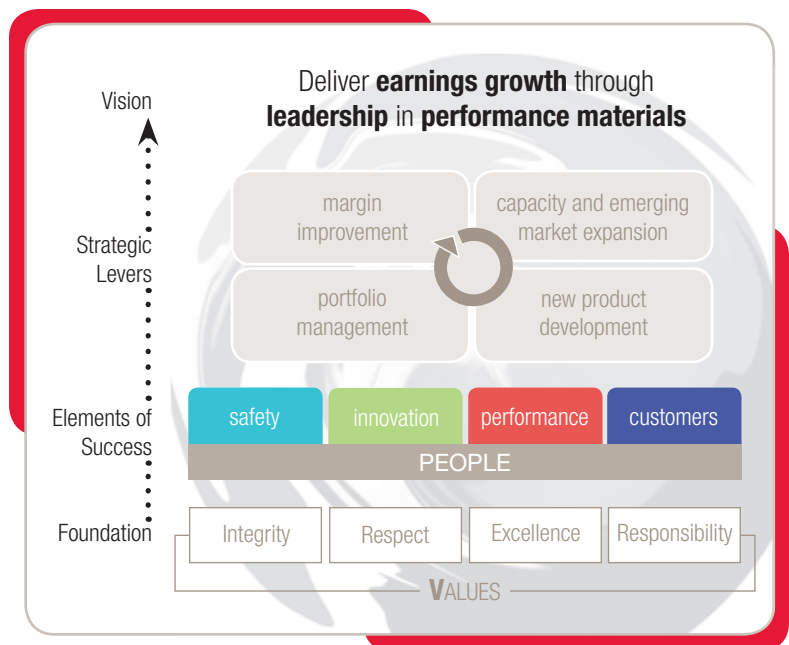 Vision
Deliver earnings growth through
leadership in performance materials
Strategic
Levers
margin
improvement
capacity and emerging
market expansion
portfolio
management
new product
development
Elements of
Success
safety
innovation
performance
customers
PEOPLE
Foundation
Integrity
Respect
Excellence
Responsibility
VALUES